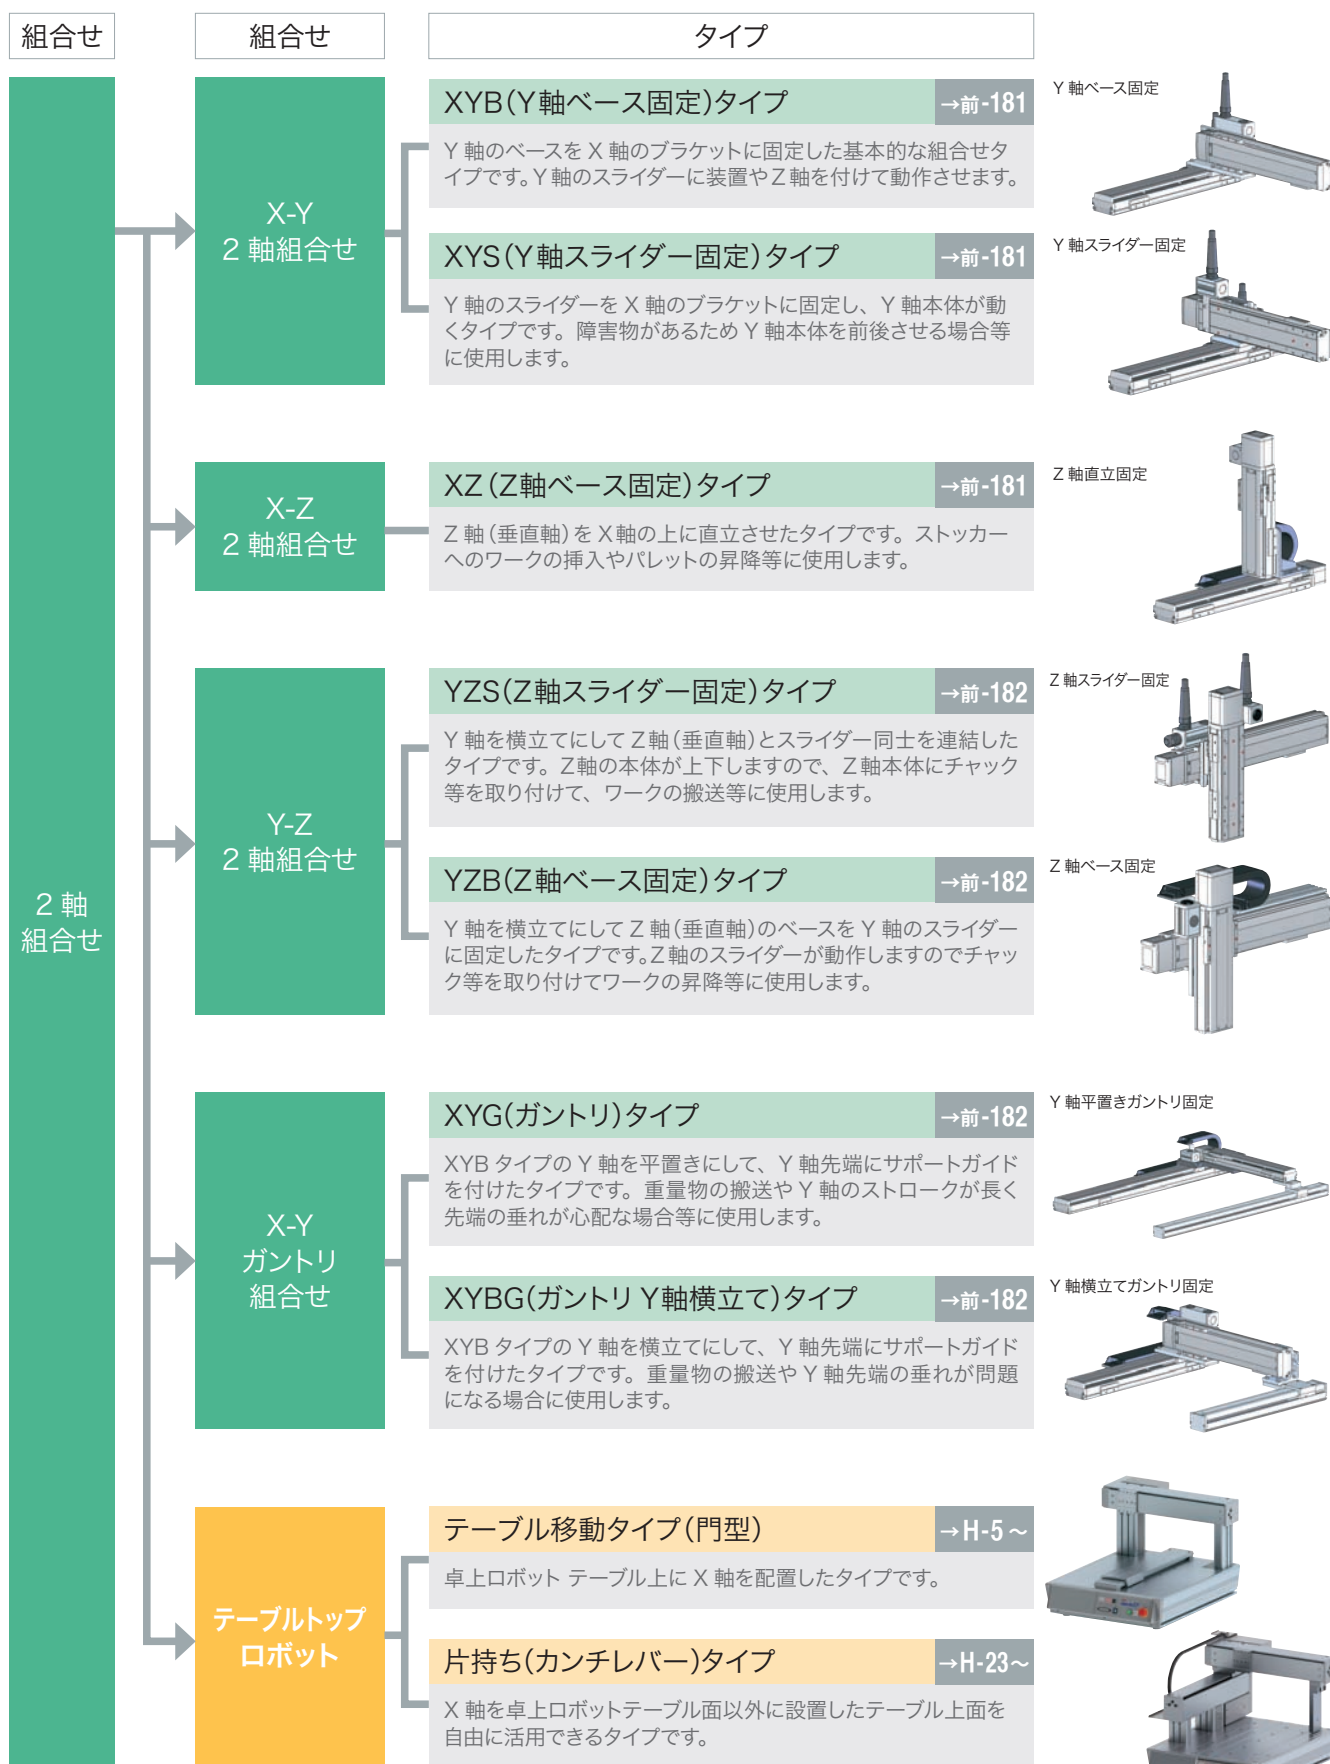 組合せ
組合せ
タイプ
2 軸
組合せ
X-Y
2 軸組合せ
XYB(Y軸ベース固定)タイプ
→前-181
Y 軸のベースを X 軸のブラケットに固定した基本的な組合せタ
イプです。Y軸のスライダーに装置やZ軸を付けて動作させます。
Y 軸ベース固定
XYS(Y軸スライダー固定)タイプ
→前-181
Y 軸のスライダーを X 軸のブラケットに固定し、Y 軸本体が動
くタイプです。障害物があるため Y 軸本体を前後させる場合等
に使用します。
Y 軸スライダー固定
X-Z
2 軸組合せ
XZ(Z軸ベース固定)タイプ
→前-181
Z 軸(垂直軸)を X軸の上に直立させたタイプです。ストッカー
へのワークの挿入やパレットの昇降等に使用します。
Z 軸直立固定
Y-Z
2 軸組合せ
YZS(Z軸スライダー固定)タイプ
→前-182
Y 軸を横立てにして Z軸(垂直軸)とスライダー同士を連結した
タイプです。Z軸の本体が上下しますので、Z軸本体にチャック
等を取り付けて、ワークの搬送等に使用します。
Z 軸スライダー固定
YZB(Z軸ベース固定)タイプ
→前-182
Y 軸を横立てにして Z 軸(垂直軸)のベースを Y 軸のスライダー
に固定したタイプです。Z軸のスライダーが動作しますのでチャッ
ク等を取り付けてワークの昇降等に使用します。
Z 軸ベース固定
X-Y
ガントリ
組合せ
XYG(ガントリ)タイプ
→前-182
XYB タイプの Y 軸を平置きにして、Y 軸先端にサポートガイド
を付けたタイプです。重量物の搬送や Y 軸のストロークが長く
先端の垂れが心配な場合等に使用します。
Y 軸平置きガントリ固定
XYBG(ガントリ Y軸横立て)タイプ
→前-182
XYB タイプの Y 軸を横立てにして、Y 軸先端にサポートガイド
を付けたタイプです。重量物の搬送や Y 軸先端の垂れが問題
になる場合に使用します。
Y 軸横立てガントリ固定
テーブルトップ
ロボット
テーブル移動タイプ(門型)
→H-5～
卓上ロボット テーブル上に X 軸を配置したタイプです。
片持ち(カンチレバー)タイプ
→H-23～
X 軸を卓上ロボットテーブル面以外に設置したテーブル上面を
自由に活用できるタイプです。